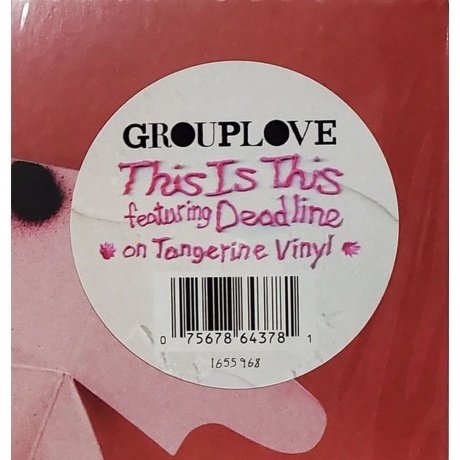 GROUPLOVE
This Is This
featuring Deadline
on Tangerine Vinyl
0 75678 64378 1
1655968